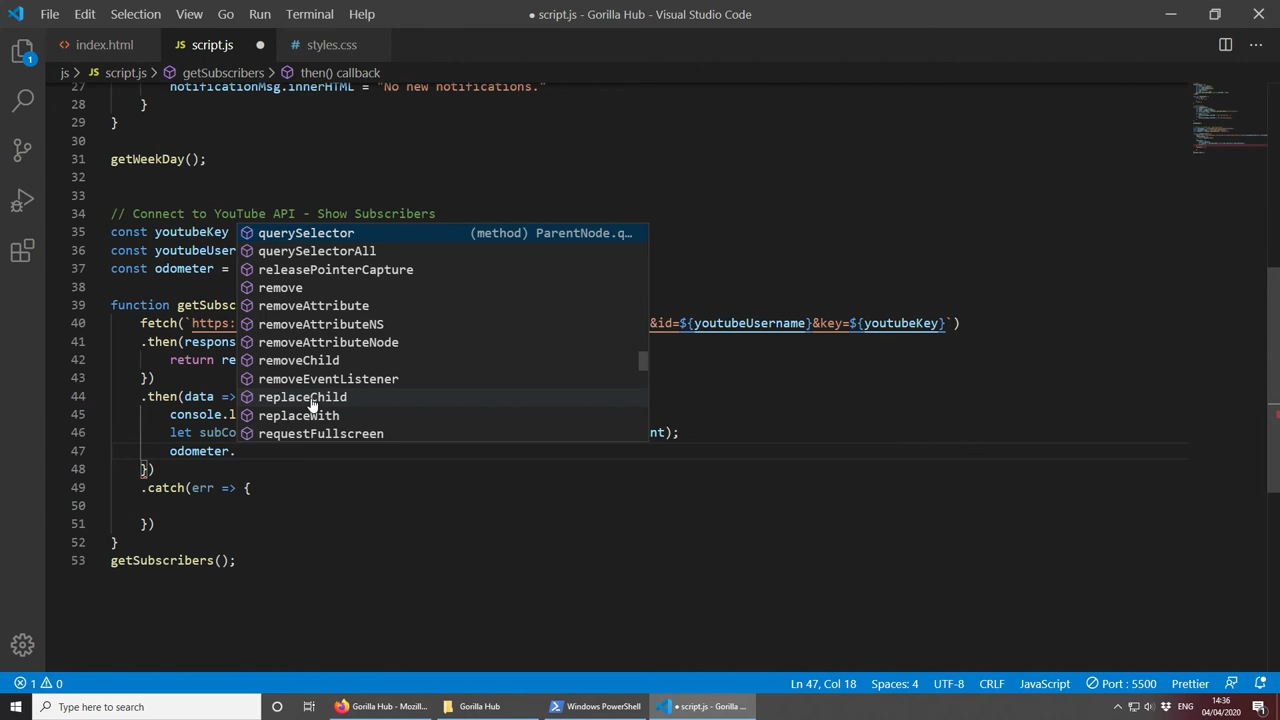 File Edit Selection View Go Run Terminal Help
● script.js - Gorilla Hub - Visual Studio Code
index.html script.js ● styles.css
js > script.js > getSubscribers > then() callback
27 notificationMsg.innerHTML = "No new notifications."
28 }
29 }
30
31 getWeekDay();
32
33
34 // Connect to YouTube API - Show Subscribers
35 const youtubeKey
36 const youtubeUser
37 const odometer =
38
39 function getSubsc
40 fetch(`https: &id=${youtubeUsername}&key=${youtubeKey}`)
41 .then(respons
42 return re
43 })
44 .then(data =>
45 console.l
46 let subCo nt);
47 odometer.
48 })
49 .catch(err => {
50
51 })
52 }
53 getSubscribers();
querySelector (method) ParentNode.q…
querySelectorAll
releasePointerCapture
remove
removeAttribute
removeAttributeNS
removeAttributeNode
removeChild
removeEventListener
replaceChild
replaceWith
requestFullscreen
1
1 0 Ln 47, Col 18 Spaces: 4 UTF-8 CRLF JavaScript Port : 5500 Prettier
Type here to search Gorilla Hub - Mozill... Gorilla Hub Windows PowerShell ● script.js - Gorilla ... ENG 14:36
04/04/2020